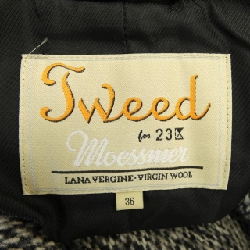 Tweed
for 23区
Moessmer
LANA VERGINE-VIRGIN WOOL
36